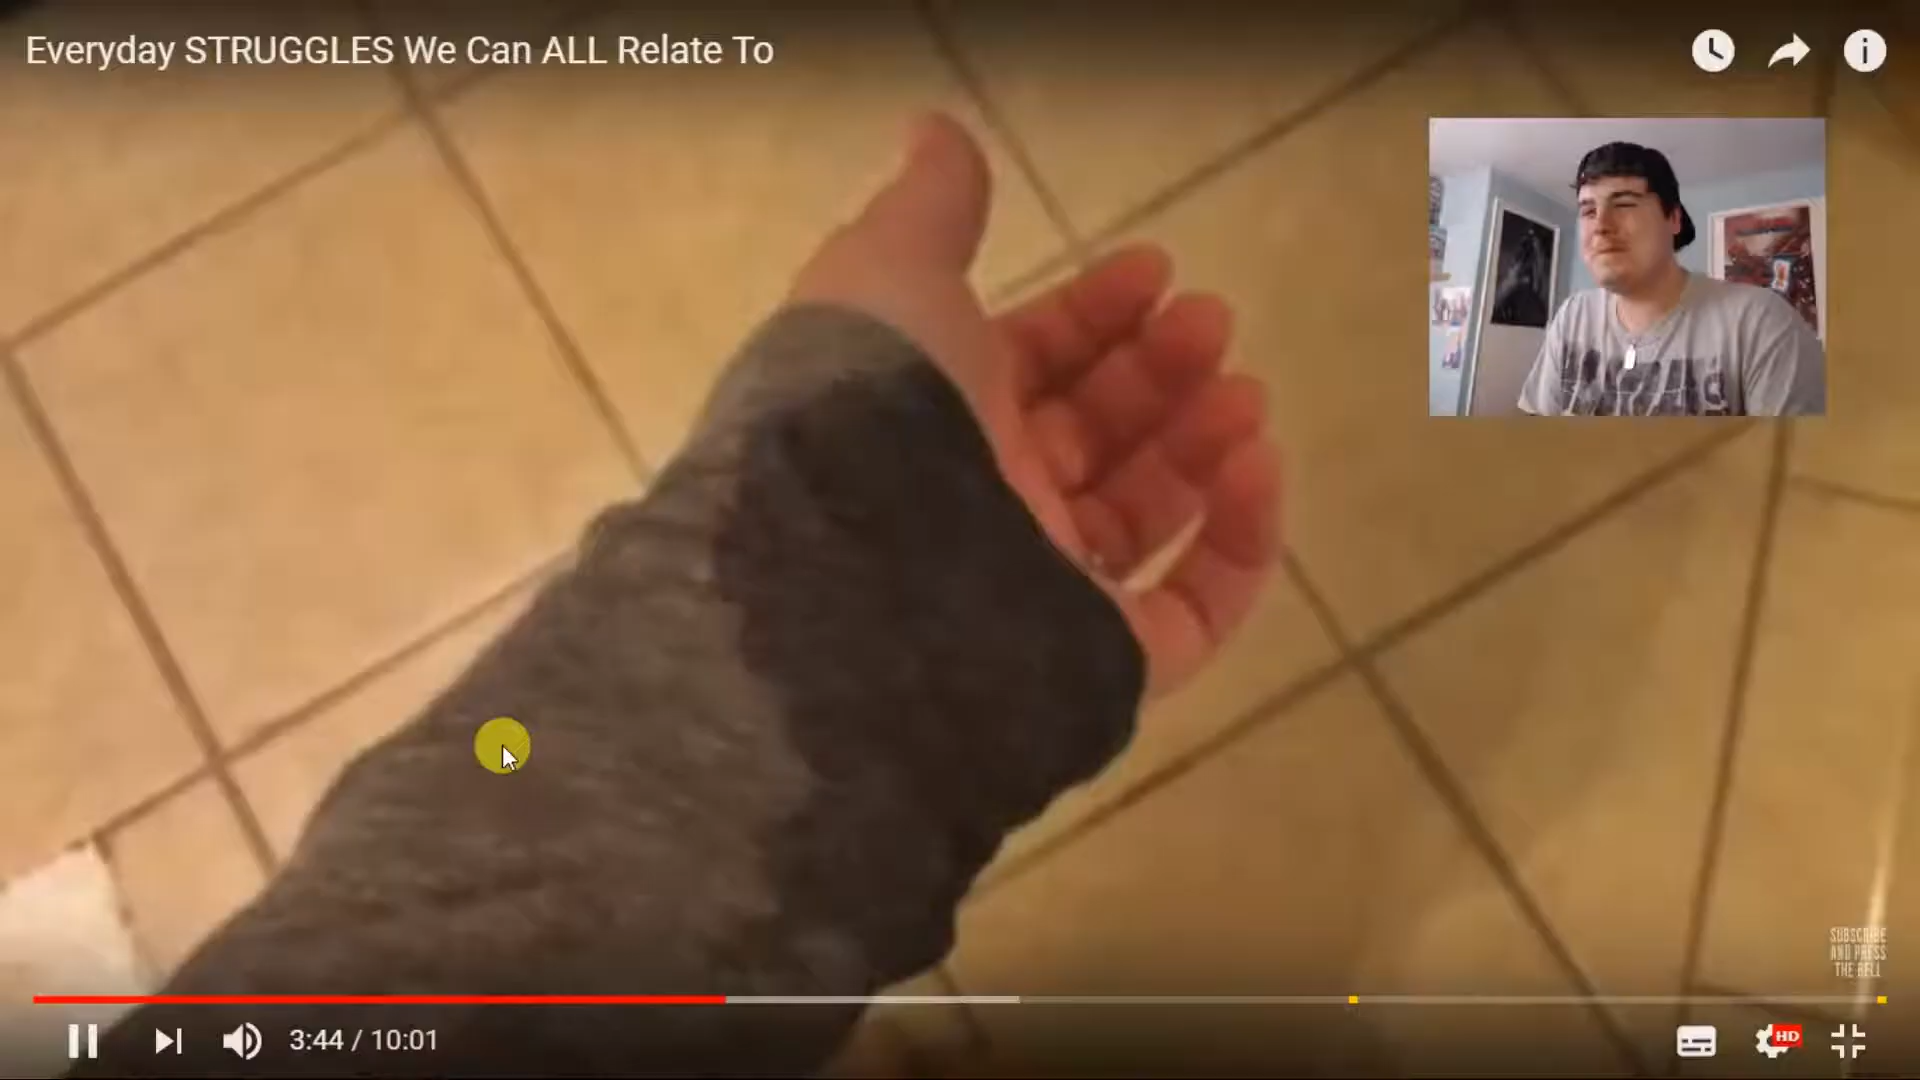 Everyday STRUGGLES We Can ALL Relate To
SUBSCRIBE
AND PRESS
THE BELL
3:44 / 10:01
HD